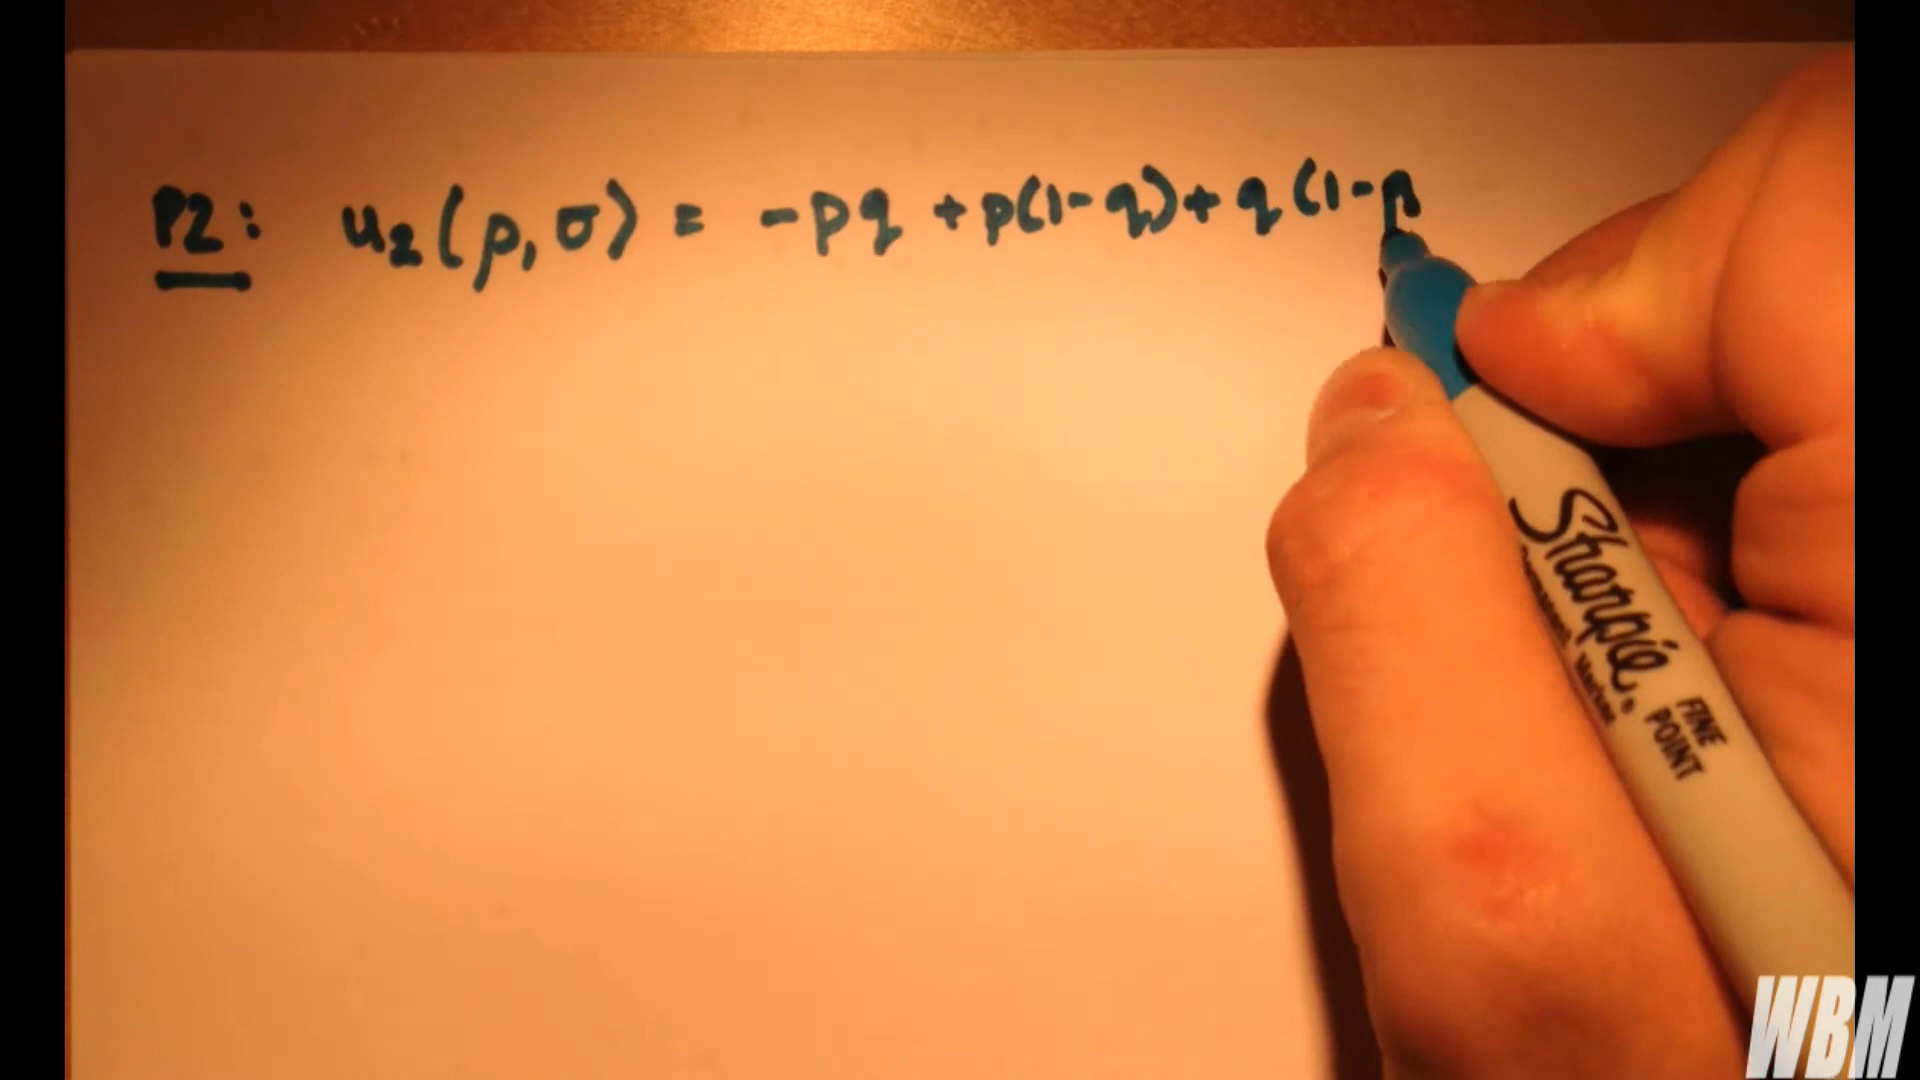 P2: u₂(ρ,σ) = -pq + p(1-q) + q(1-p
Sharpie.
FINE
POINT
WBM